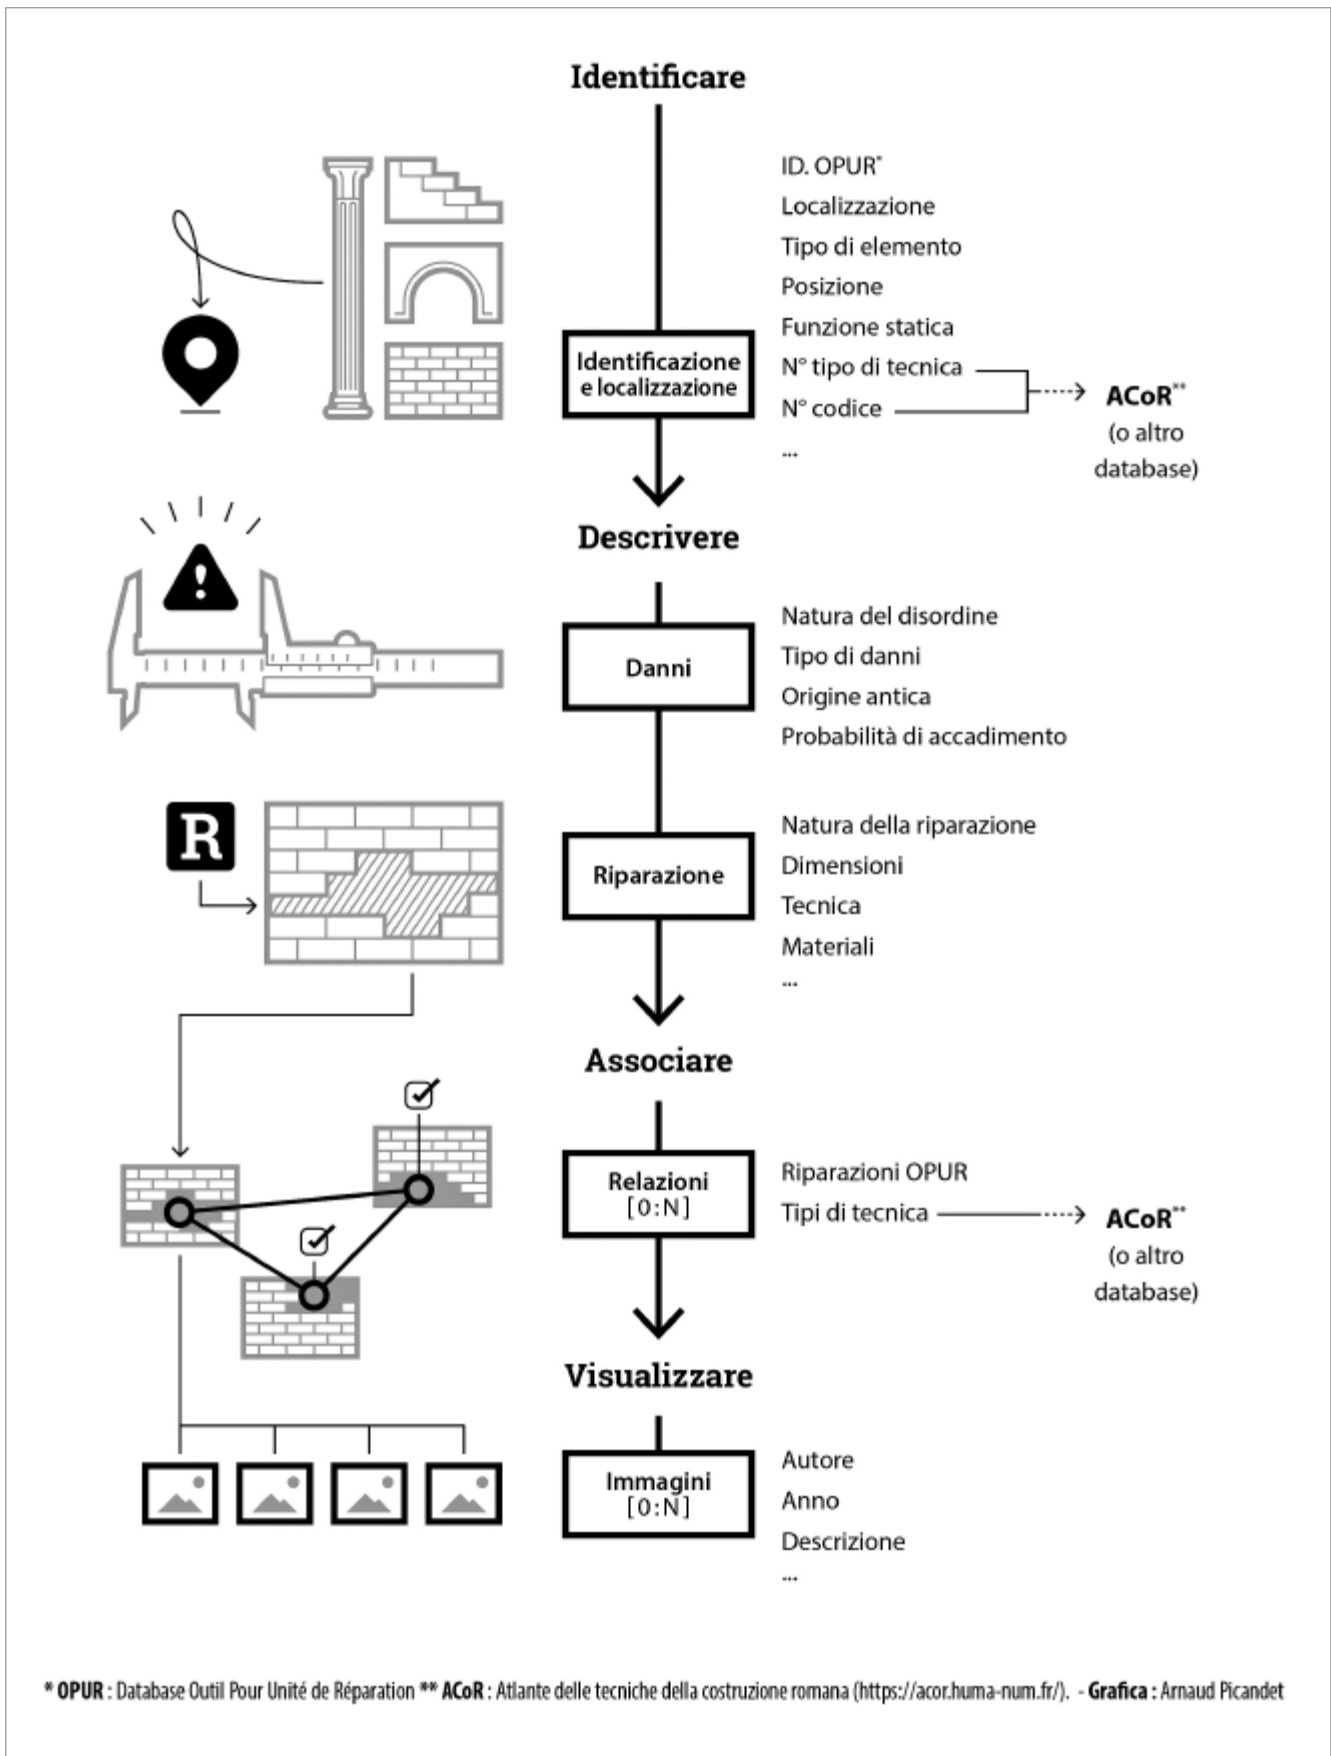 Identificare
ID. OPUR*
Localizzazione
Tipo di elemento
Posizione
Funzione statica
Identificazione
e localizzazione
N° tipo di tecnica
N° codice
...
ACoR**
(o altro
database)
Descrivere
Danni
Natura del disordine
Tipo di danni
Origine antica
Probabilità di accadimento
R
Riparazione
Natura della riparazione
Dimensioni
Tecnica
Materiali
...
Associare
Relazioni
[0:N]
Riparazioni OPUR
Tipi di tecnica
ACoR**
(o altro
database)
Visualizzare
Immagini
[0:N]
Autore
Anno
Descrizione
...
* OPUR : Database Outil Pour Unité de Réparation ** ACoR : Atlante delle tecniche della costruzione romana (https://acor.huma-num.fr/). - Grafica : Arnaud Picandet